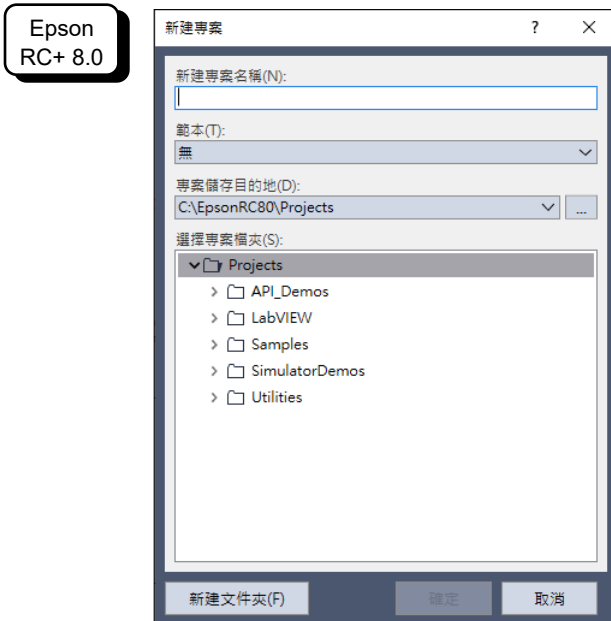 Epson
RC+ 8.0
新建專案
?
新建專案名稱(N):
範本(T):
無
專案儲存目的地(D):
C:\EpsonRC80\Projects
...
選擇專案檔夾(S):
Projects
API_Demos
LabVIEW
Samples
SimulatorDemos
Utilities
新建文件夾(F)
確定
取消